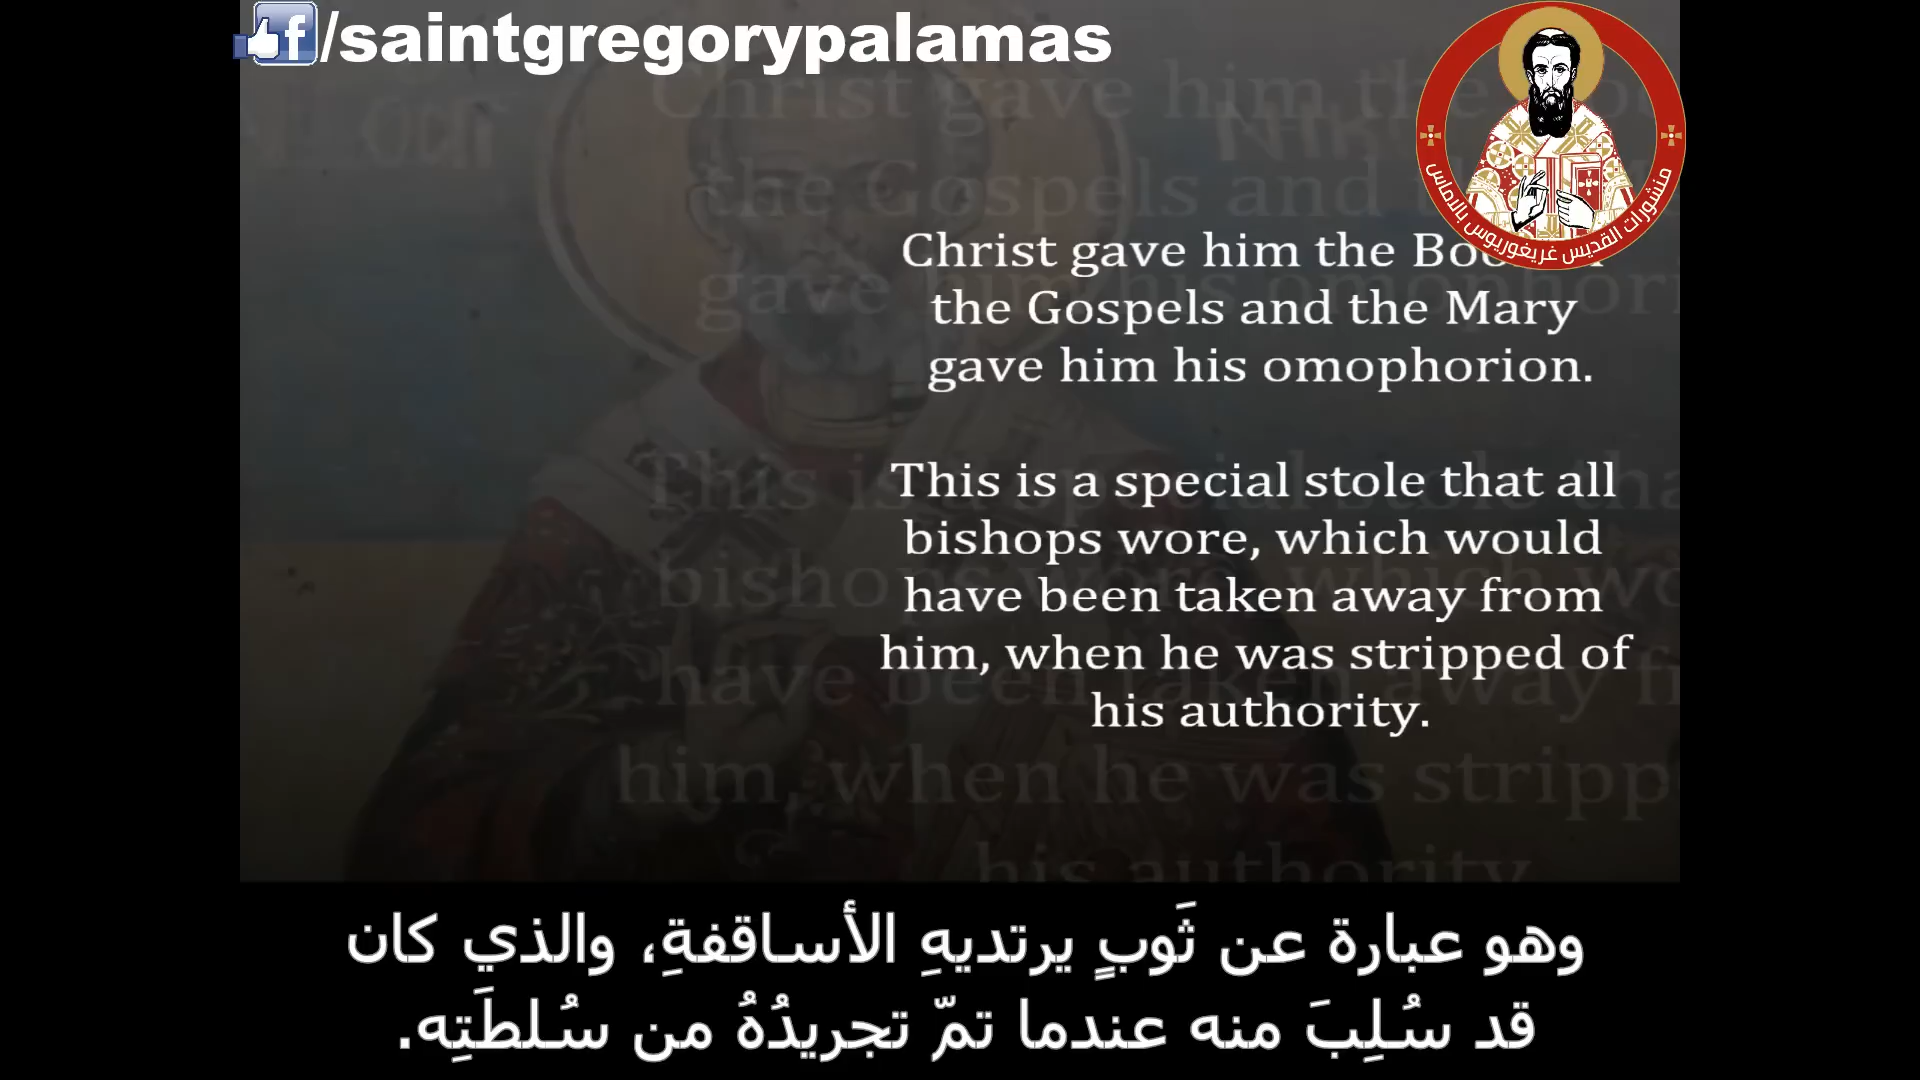 /saintgregorypalamas
منشورات القديس غريغوريوس بالاماس
Christ gave him the
the Gospels and the Mary
gave him his omophorion.
This is a special stole that all
bishops wore, which would
have been taken away from
him, when he was stripped of
his authority.
وهو عبارة عن ثَوبٍ يرتديهِ الأساقفةِ، والذي كان
قد سُلِبَ منه عندما تمّ تجريدُهُ من سُلطَتِه.